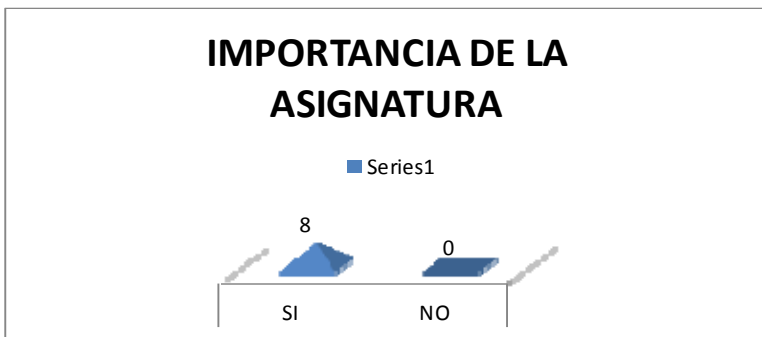 IMPORTANCIA DE LA
ASIGNATURA
Series1
8
0
SI
NO